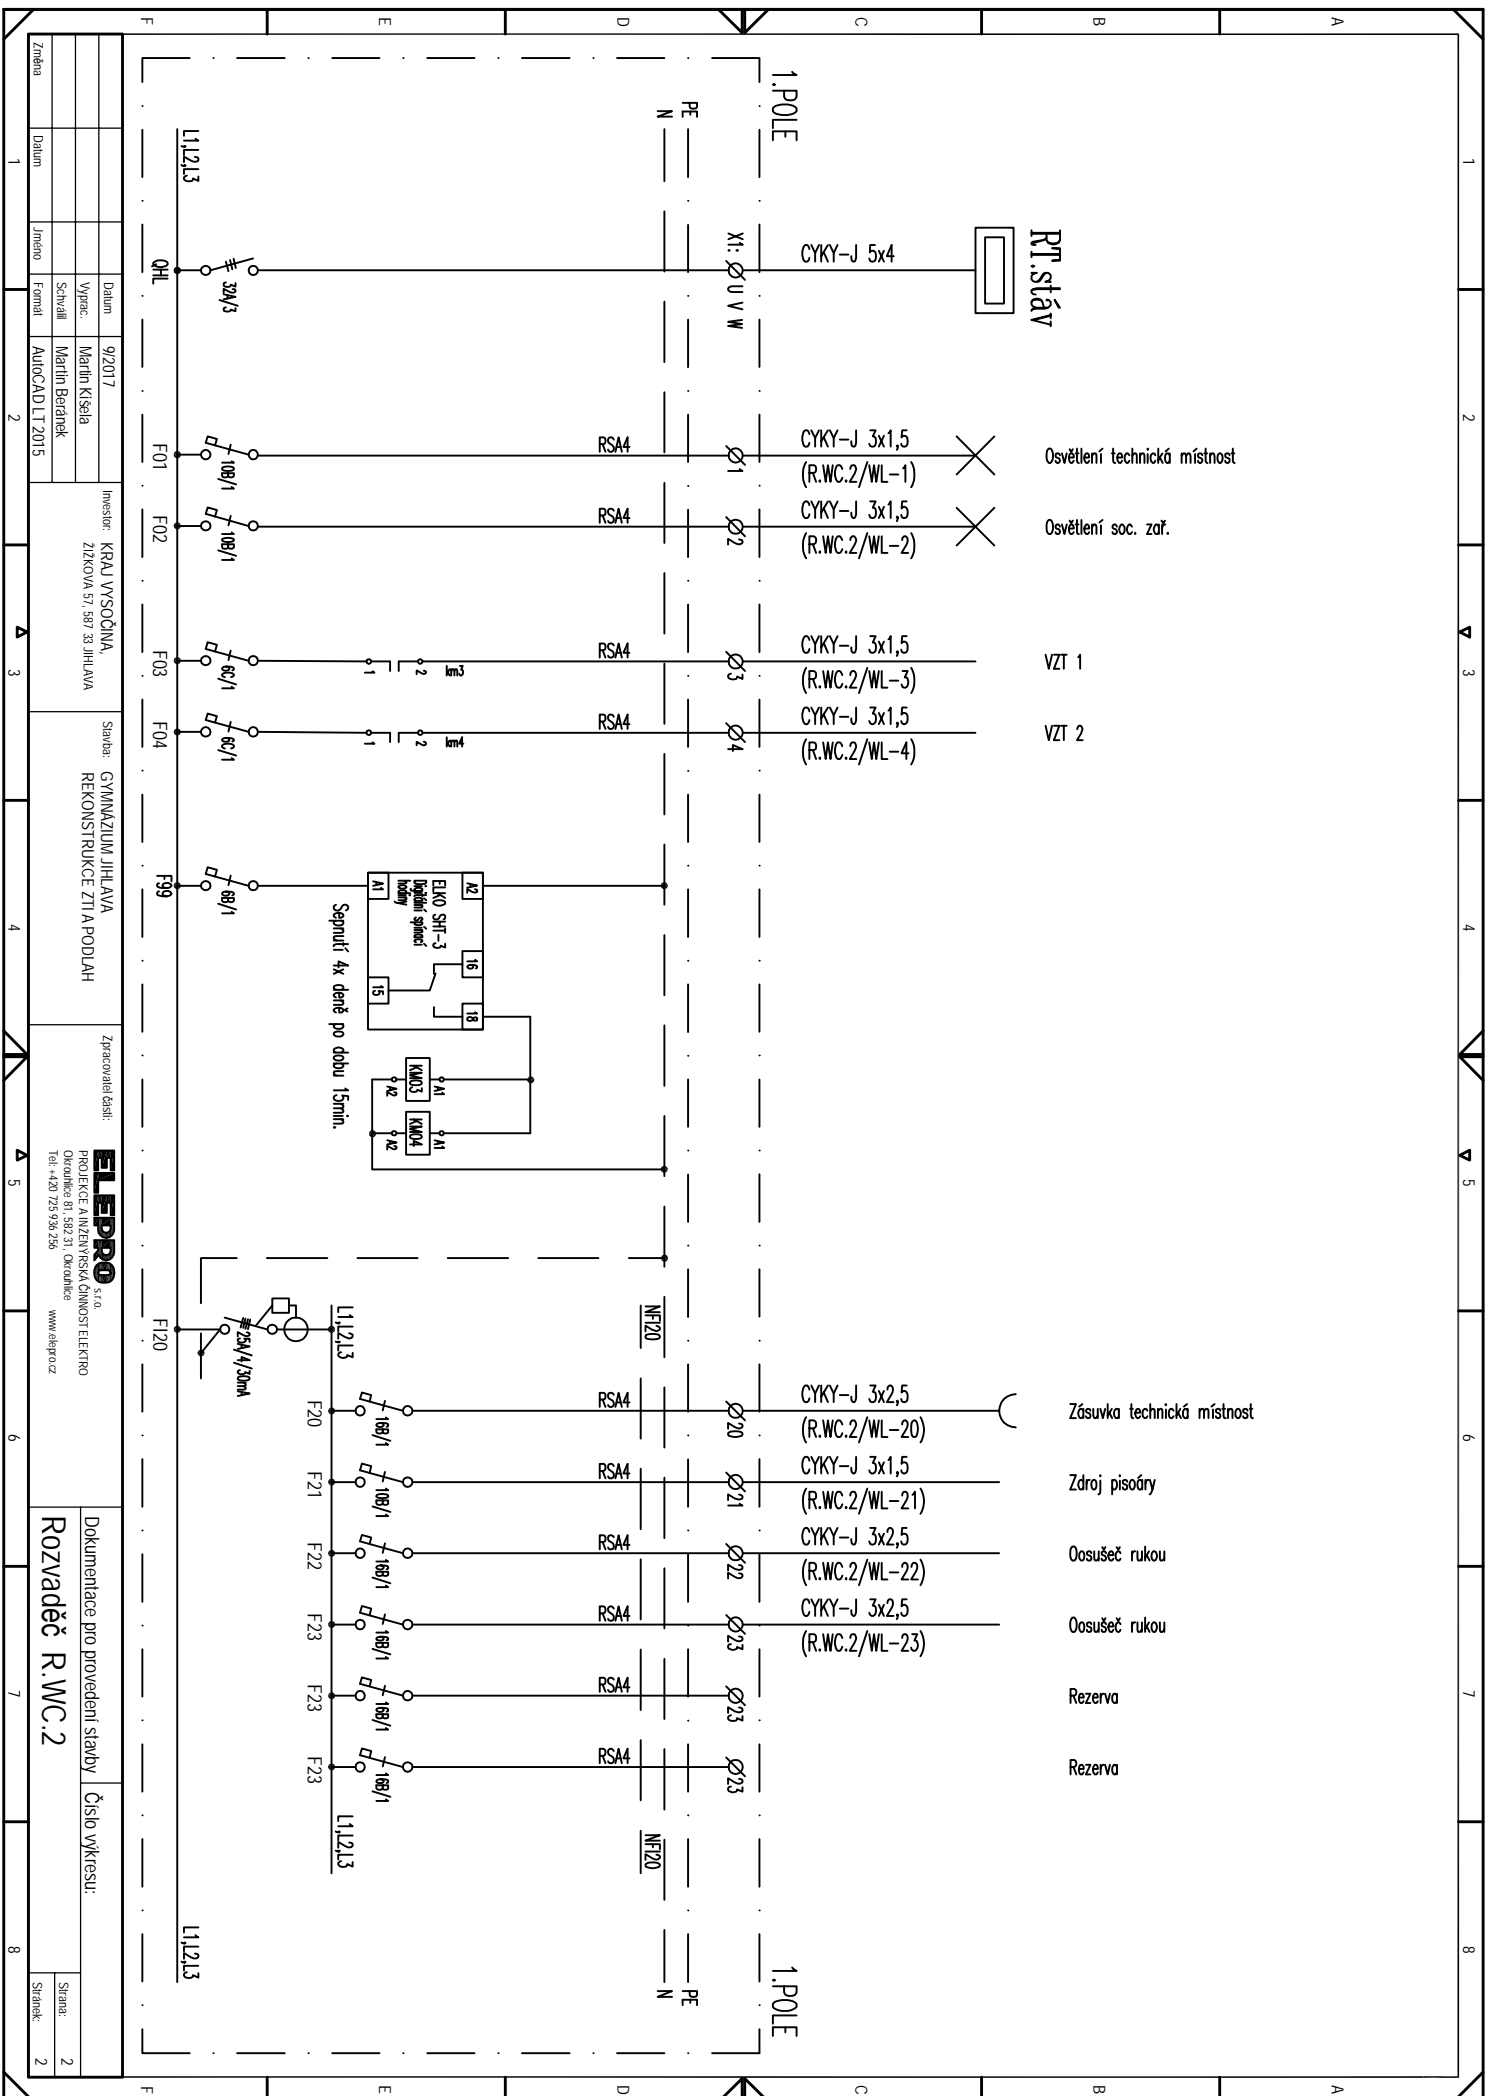 1 2 3 4 5 6 7 8
A
B
C
D
E
F
A
B
C
D
E
F
RT.stáv
Osvětlení technická místnost
Osvětlení soc. zař.
VZT 1
VZT 2
Zásuvka technická místnost
Zdroj pisoáry
Oosušeč rukou
Oosušeč rukou
Rezerva
Rezerva
CYKY-J 5x4
CYKY-J 3x1,5
(R.WC.2/WL-1)
CYKY-J 3x1,5
(R.WC.2/WL-2)
CYKY-J 3x1,5
(R.WC.2/WL-3)
CYKY-J 3x1,5
(R.WC.2/WL-4)
CYKY-J 3x2,5
(R.WC.2/WL-20)
CYKY-J 3x1,5
(R.WC.2/WL-21)
CYKY-J 3x2,5
(R.WC.2/WL-22)
CYKY-J 3x2,5
(R.WC.2/WL-23)
1.POLE
1.POLE
X1: U V W
1 2 3 4 20 21 22 23 23 23
PE
N
PE
N
NFI20
NFI20
RSA4 RSA4 RSA4 RSA4 RSA4 RSA4 RSA4 RSA4 RSA4 RSA4
A2
16
18
ELKO SHT-3
Digitální spínací
hodiny
A1
15
Sepnutí 4x deně po dobu 15min.
A1
KM03
A2
A1
KM04
A2
1 2 km3
1 2 km4
L1,L2,L3
L1,L2,L3
16B/1 10B/1 16B/1 16B/1 16B/1 16B/1
F20 F21 F22 F23 F23 F23
32A/3
10B/1
10B/1
6C/1
6C/1
6B/1
25A/4/30mA
L1,L2,L3
L1,L2,L3
QHL F01 F02 F03 F04 F99 FI20
Změna
Datum
Jméno
Datum 9/2017
Vyprac. Martin Kišela
Schválil Martin Beránek
Formát AutoCAD LT 2015
Investor: KRAJ VYSOČINA,
ŽIŽKOVA 57, 587 33 JIHLAVA
Stavba: GYMNÁZIUM JIHLAVA
REKONSTRUKCE ZTI A PODLAH
Zpracovatel části:
ELEPRO s.r.o.
PROJEKCE A INŽENÝRSKÁ ČINNOST ELEKTRO
Okrouhlice 81, 582 31, Okrouhlice
Tel: +420 725 936 256 www.elepro.cz
Dokumentace pro provedení stavby
Rozvaděč R.WC.2
Číslo výkresu:
Strana: 2
Stránek: 2
1 2 3 4 5 6 7 8